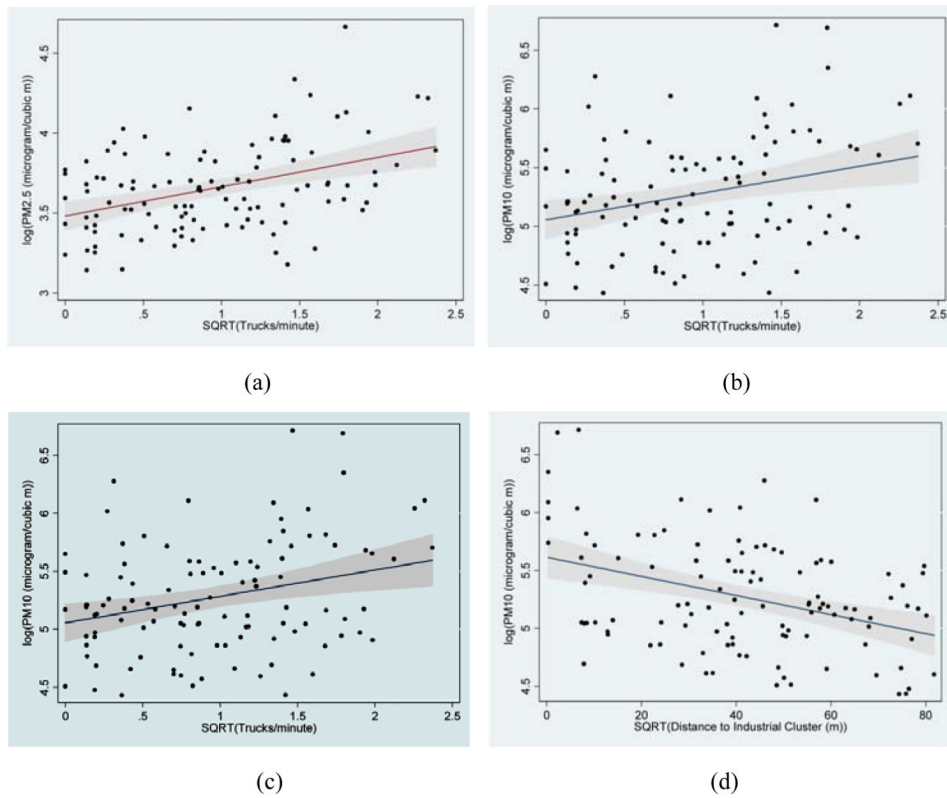 log(PM2.5 (microgram/cubic m))
4.5
4
3.5
3
0 .5 1 1.5 2 2.5
SQRT(Trucks/minute)
(a)
log(PM10 (microgram/cubic m))
6.5
6
5.5
5
4.5
0 .5 1 1.5 2 2.5
SQRT(Trucks/minute)
(b)
log(PM10 (microgram/cubic m))
6.5
6
5.5
5
4.5
0 .5 1 1.5 2 2.5
SQRT(Trucks/minute)
(c)
log(PM10 (microgram/cubic m))
6.5
6
5.5
5
4.5
0 20 40 60 80
SQRT(Distance to Industrial Cluster (m))
(d)